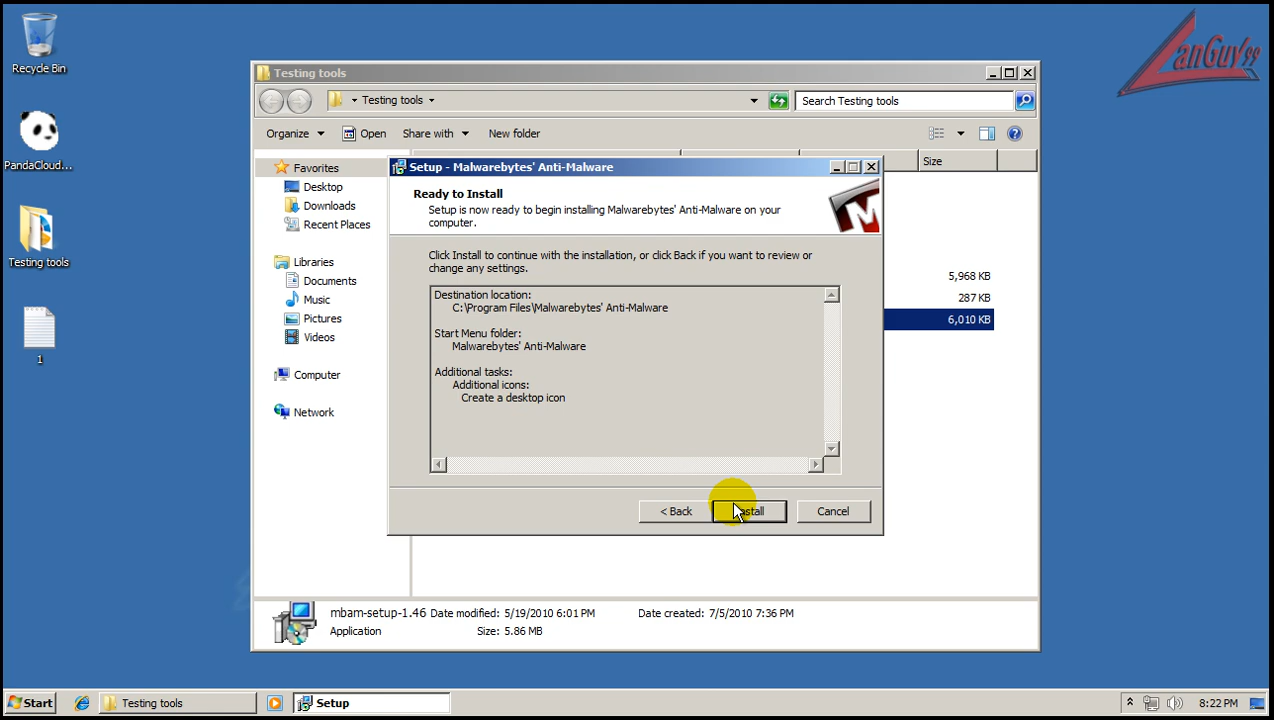 Recycle Bin
PandaCloud...
Testing tools
1
LanGuy99
Testing tools
Testing tools
Search Testing tools
Organize
Open
Share with
New folder
Size
Favorites
Desktop
Downloads
Recent Places
Libraries
Documents
Music
Pictures
Videos
Computer
Network
5,968 KB
287 KB
6,010 KB
Setup - Malwarebytes' Anti-Malware
Ready to Install
Setup is now ready to begin installing Malwarebytes' Anti-Malware on your
computer.
Click Install to continue with the installation, or click Back if you want to review or
change any settings.
Destination location:
C:\Program Files\Malwarebytes' Anti-Malware
Start Menu folder:
Malwarebytes' Anti-Malware
Additional tasks:
Additional icons:
Create a desktop icon
< Back
Install
Cancel
mbam-setup-1.46 Date modified: 5/19/2010 6:01 PM Date created: 7/5/2010 7:36 PM
Application Size: 5.86 MB
Start
Testing tools
Setup
8:22 PM